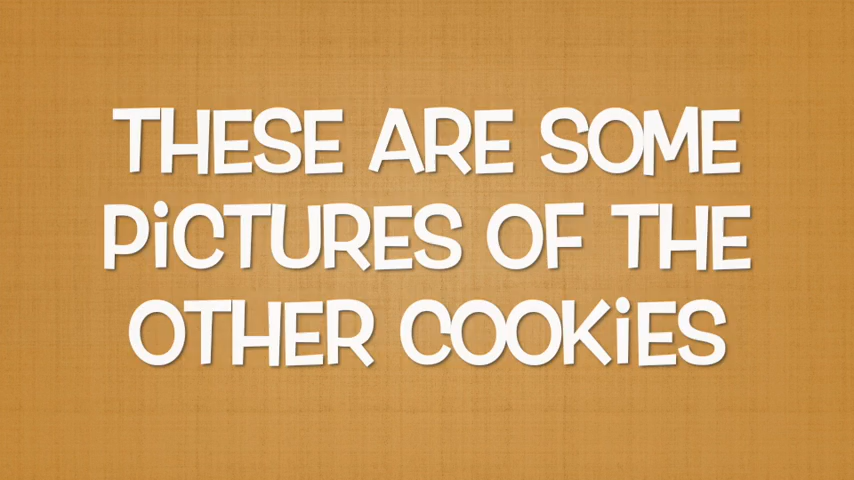 THESE ARE SOME
PiCTURES OF THE
OTHER COOKiES